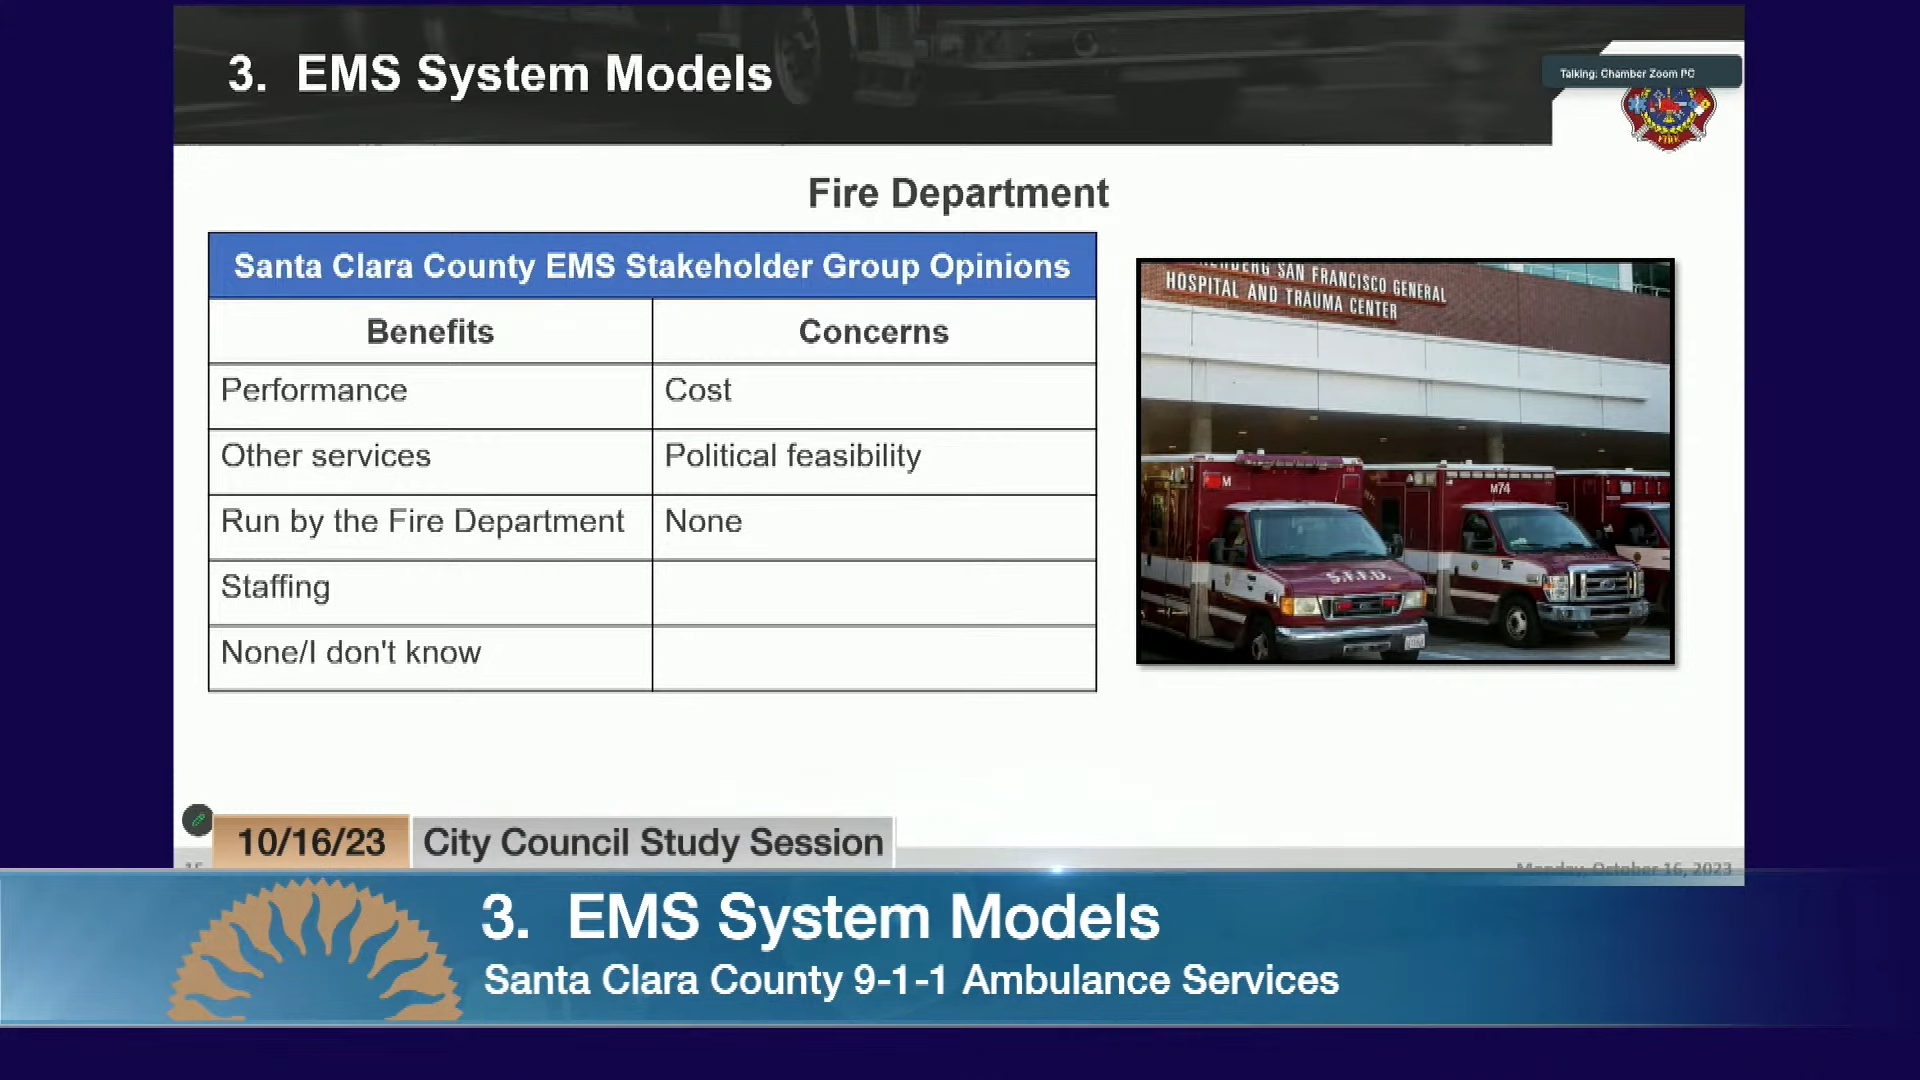 3. EMS System Models
Talking: Chamber Zoom PC
FIRE
Fire Department
Santa Clara County EMS Stakeholder Group Opinions
Benefits
Concerns
Performance
Cost
Other services
Political feasibility
Run by the Fire Department
None
Staffing
None/I don't know
SAN FRANCISCO GENERAL
HOSPITAL AND TRAUMA CENTER
M
M74
S.F.F.D.
10/16/23
City Council Study Session
15
Monday, October 16, 2023
3. EMS System Models
Santa Clara County 9-1-1 Ambulance Services